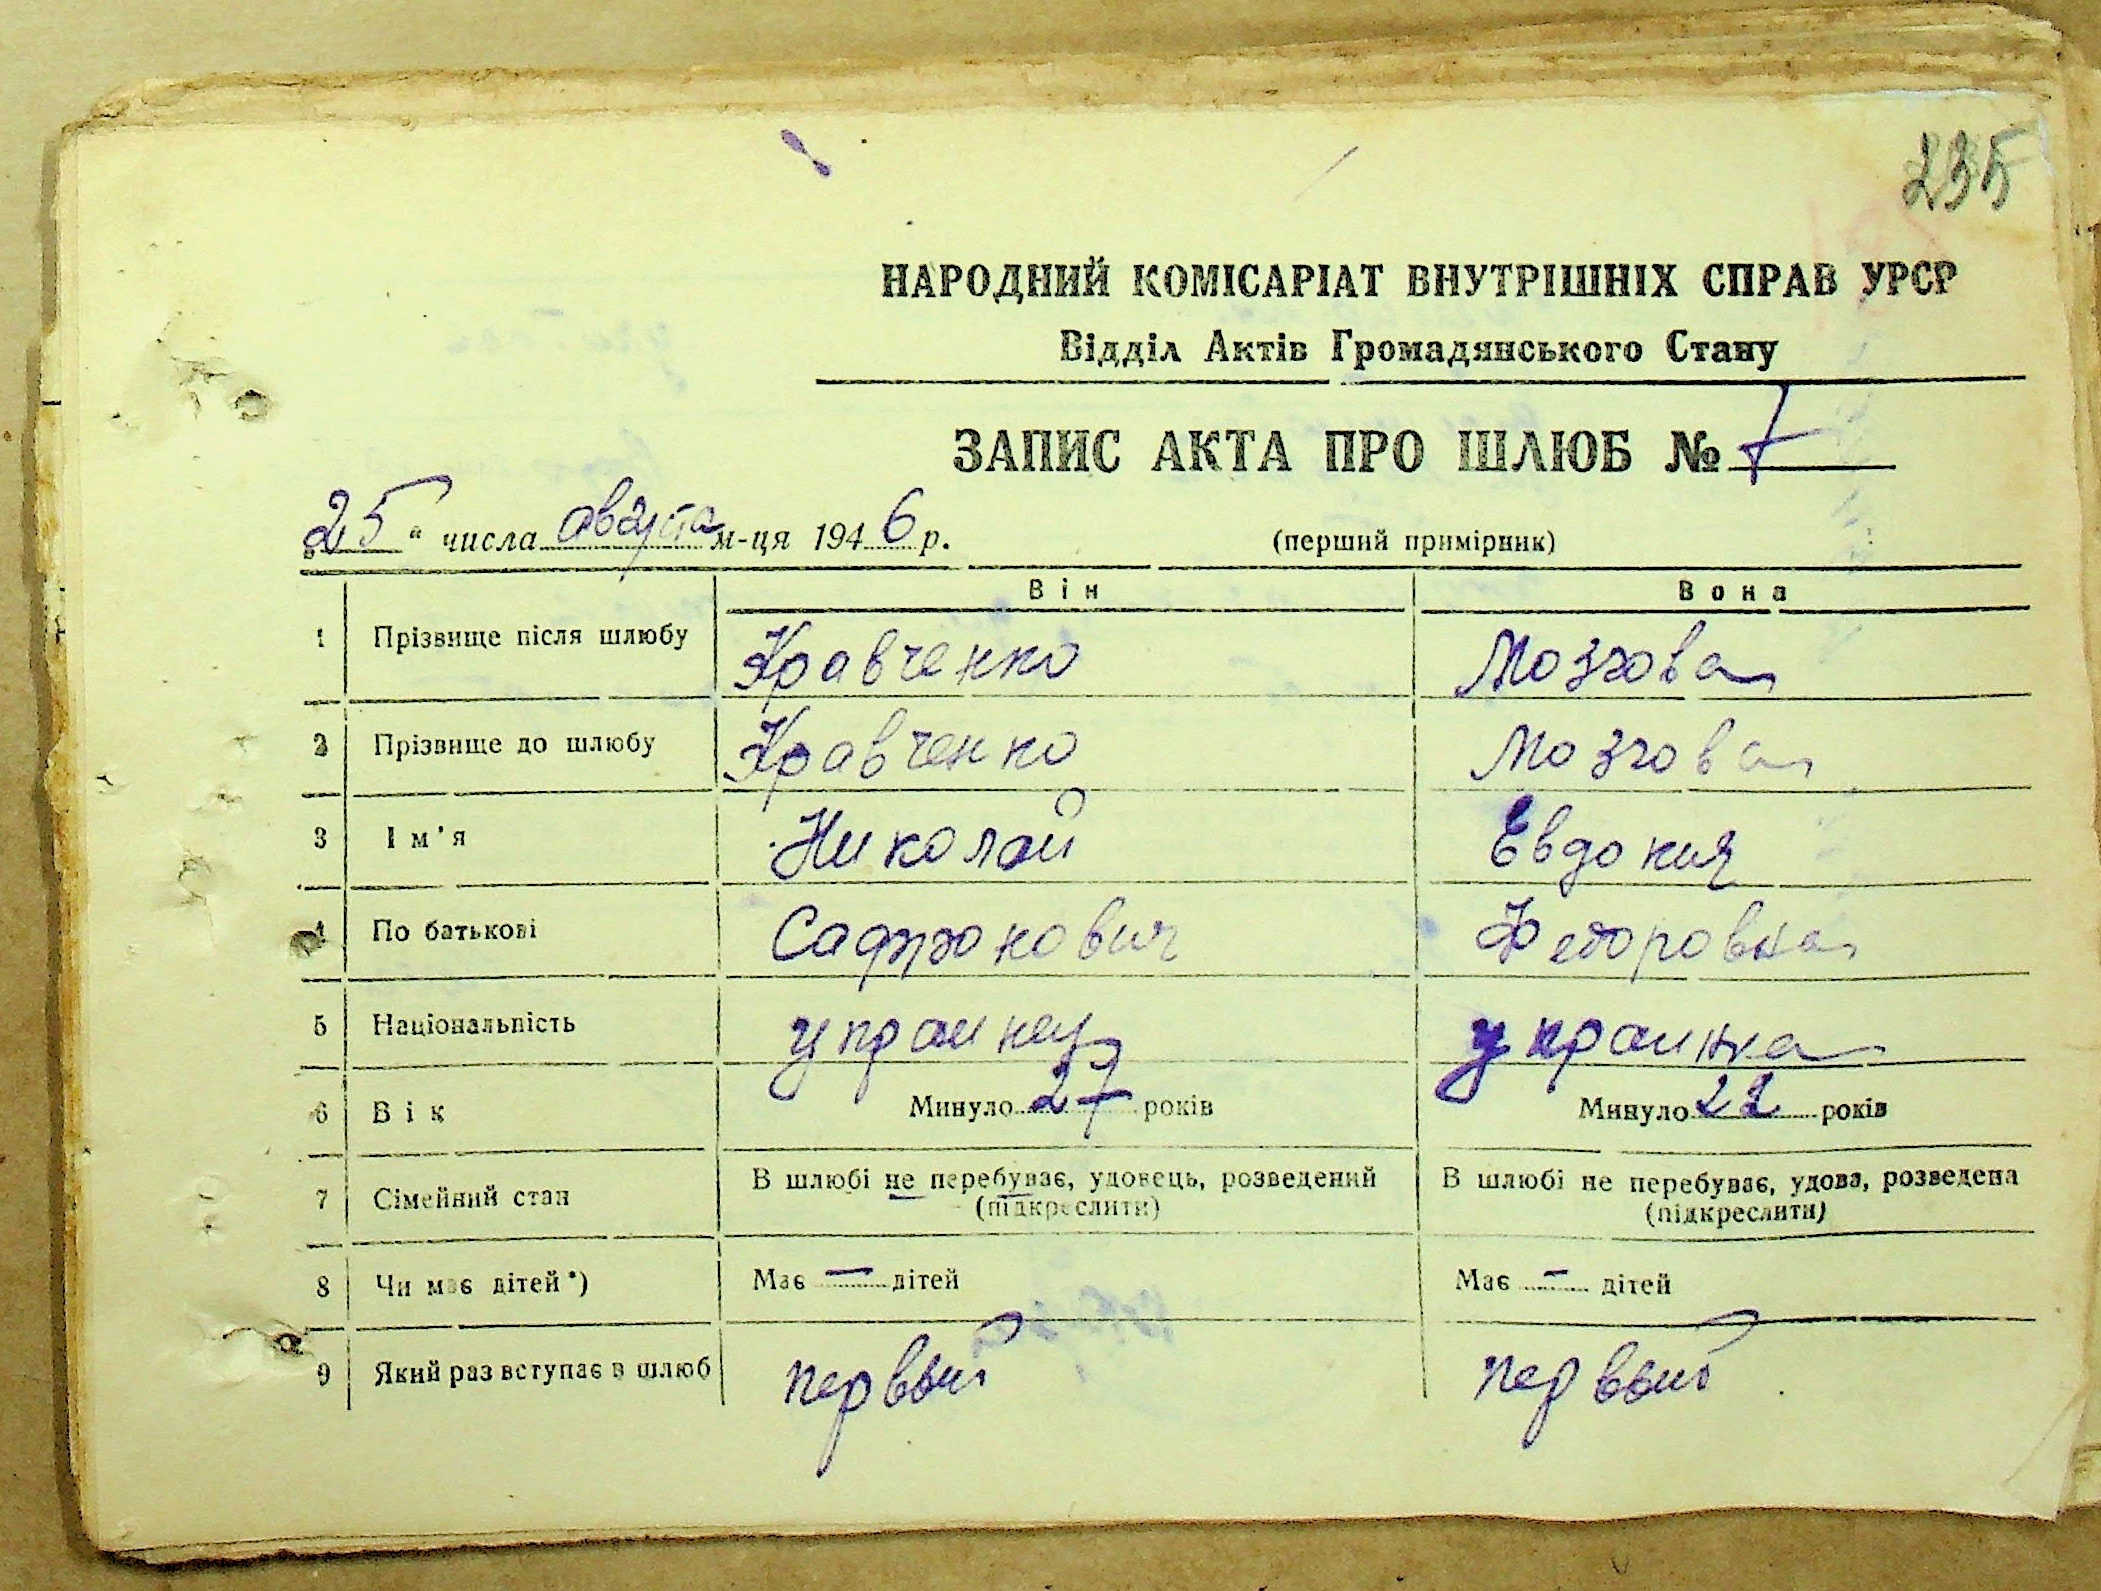 235
НАРОДНИЙ КОМІСАРІАТ ВНУТРІШНІХ СПРАВ УРСР
Відділ Актів Громадянського Стану
ЗАПИС АКТА ПРО ШЛЮБ № 7
„25“ числа августа м-ця 1946 р. (перший примірник)
Він Вона
1 Прізвище після шлюбу Кравченко Мозговая
2 Прізвище до шлюбу Кравченко Мозговая
3 Ім'я Николай Евдокия
4 По батькові Федоровна
5 Національність украинец украинка
6 Вік Минуло 27 років Минуло 22 років
7 Сімейний стан В шлюбі не перебуває, удовець, розведений В шлюбі не перебуває, удова, розведена
(підкреслити) (підкреслити)
8 Чи має дітей*) Має — дітей Має — дітей
9 Який раз вступає в шлюб первый первый